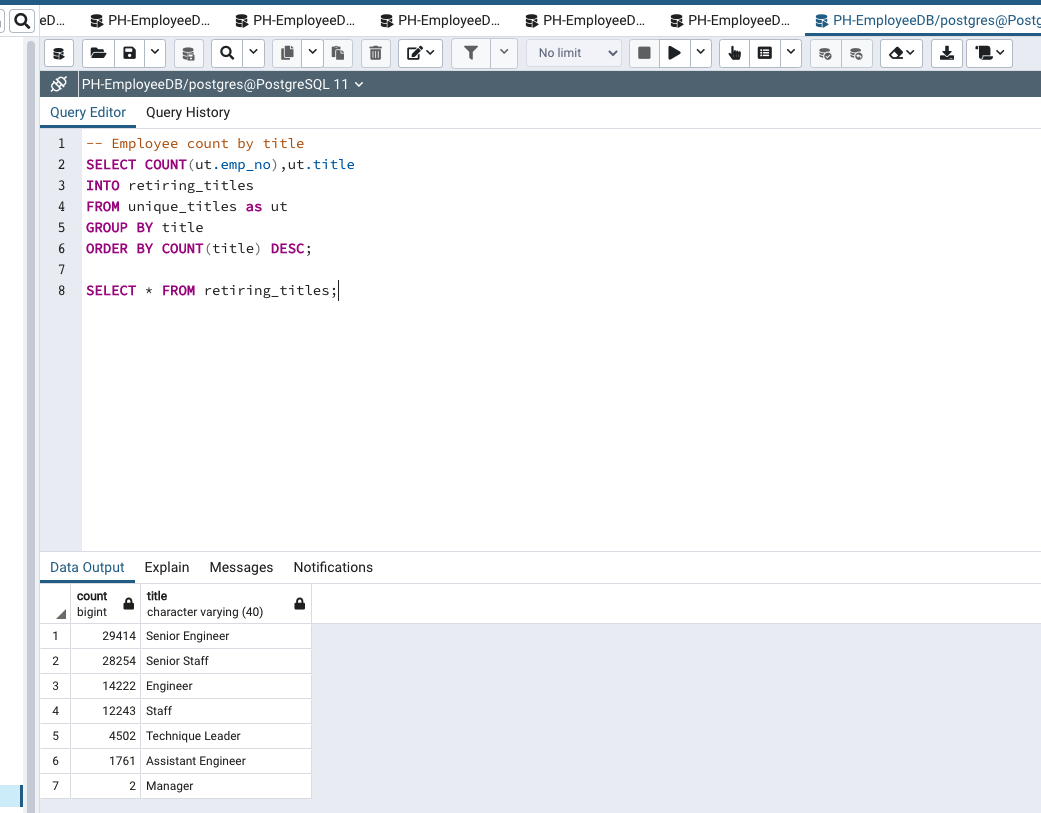 eD...
PH-EmployeeD...
PH-EmployeeD...
PH-EmployeeD...
PH-EmployeeD...
PH-EmployeeD...
PH-EmployeeDB/postgres@Postg
No limit
PH-EmployeeDB/postgres@PostgreSQL 11
Query Editor Query History
1 -- Employee count by title
2 SELECT COUNT(ut.emp_no),ut.title
3 INTO retiring_titles
4 FROM unique_titles as ut
5 GROUP BY title
6 ORDER BY COUNT(title) DESC;
7
8 SELECT * FROM retiring_titles;
Data Output Explain Messages Notifications
count title
bigint character varying (40)
1 29414 Senior Engineer
2 28254 Senior Staff
3 14222 Engineer
4 12243 Staff
5 4502 Technique Leader
6 1761 Assistant Engineer
7 2 Manager